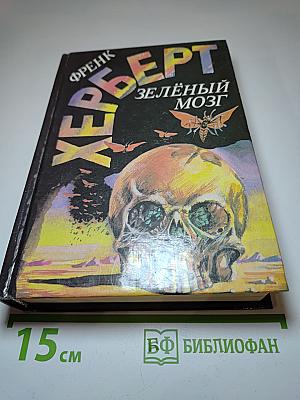 ФРЕНК
ХЕРБЕРТ
ЗЕЛЁНЫЙ
МОЗГ
15 см
БФ БИБЛИОФАН